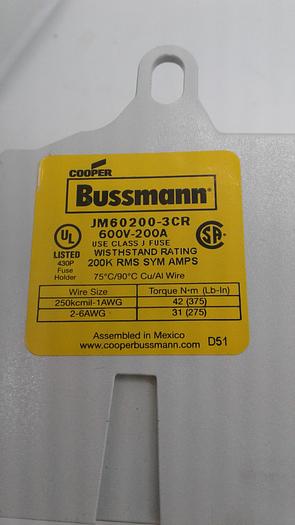 COOPER
Bussmann®
JM60200-3CR
600V-200A
USE CLASS J FUSE
WISTHSTAND RATING
200K RMS SYM AMPS
UL
LISTED
430P
Fuse
Holder
SA
75°C/90°C Cu/Al Wire
Wire Size Torque N·m (Lb-In)
250kcmil-1AWG 42 (375)
2-6AWG 31 (275)
Assembled in Mexico
www.cooperbussmann.com D51